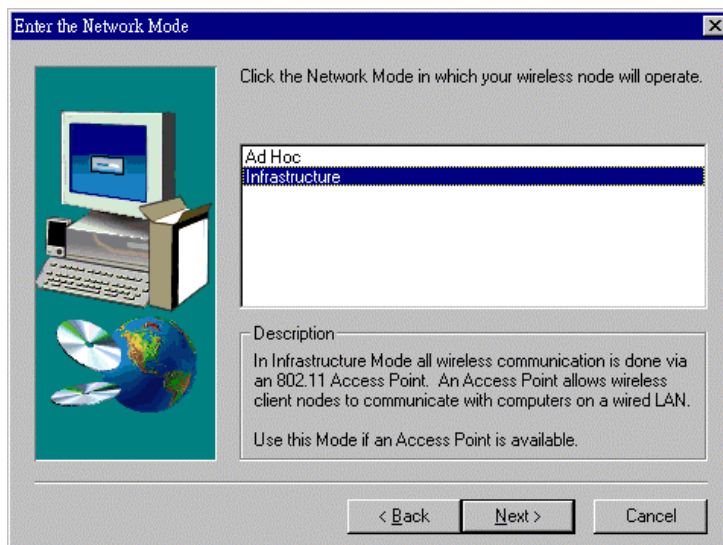 Enter the Network Mode
Click the Network Mode in which your wireless node will operate.
Ad Hoc
Infrastructure
Description
In Infrastructure Mode all wireless communication is done via
an 802.11 Access Point. An Access Point allows wireless
client nodes to communicate with computers on a wired LAN.
Use this Mode if an Access Point is available.
< Back
Next >
Cancel